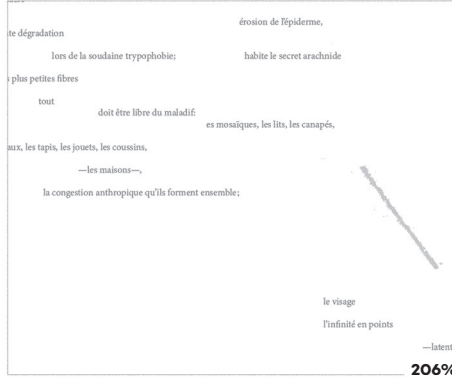 érosion de l'épiderme,
te dégradation
lors de la soudaine trypophobie; habite le secret arachnide
s plus petites fibres
tout
doit être libre du maladif:
es mosaïques, les lits, les canapés,
aux, les tapis, les jouets, les coussins,
—les maisons—,
la congestion anthropique qu'ils forment ensemble;
le visage
l'infinité en points
—latent
206%